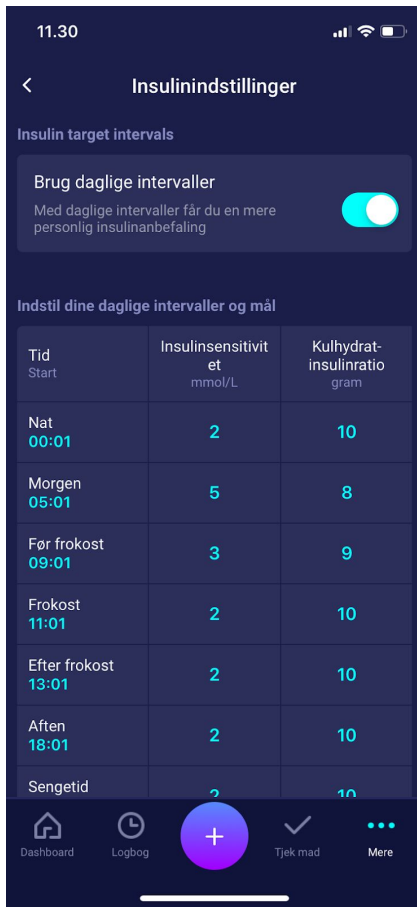 11.30
Insulinindstillinger
Insulin target intervals
Brug daglige intervaller
Med daglige intervaller får du en mere
personlig insulinanbefaling
Indstil dine daglige intervaller og mål
Tid
Start
Insulinsensitivit
et
mmol/L
Kulhydrat-
insulinratio
gram
Nat
00:01
2
10
Morgen
05:01
5
8
Før frokost
09:01
3
9
Frokost
11:01
2
10
Efter frokost
13:01
2
10
Aften
18:01
2
10
Sengetid
2
10
Dashboard
Logbog
+
Tjek mad
Mere